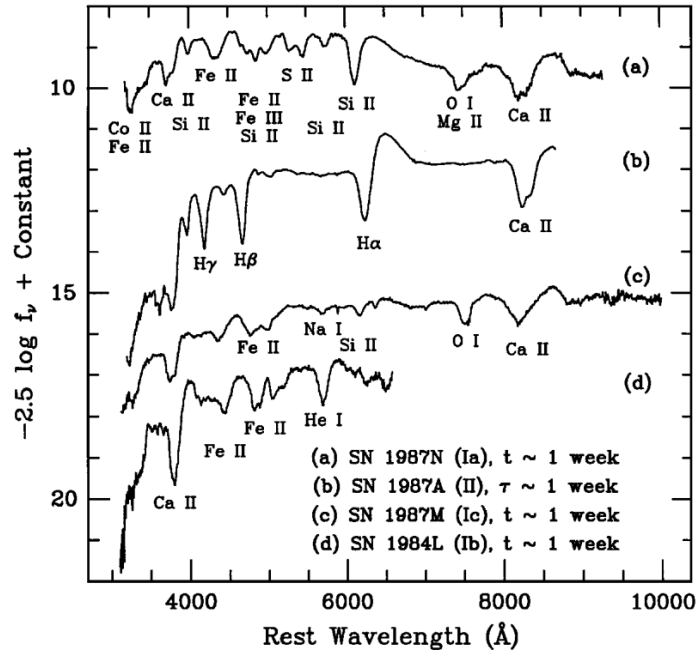 (a)
10
Fe II
S II
Ca II
Fe II
Si II
O I
Ca II
Si II
Fe III
Si II
Mg II
Co II
Si II
Fe II
(b)
Hγ
Hβ
Hα
Ca II
15
(c)
Na I
Fe II
Si II
O I
Ca II
(d)
Fe II
Fe II
He I
Ca II
20
(a) SN 1987N (Ia), t ~ 1 week
(b) SN 1987A (II), τ ~ 1 week
(c) SN 1987M (Ic), t ~ 1 week
(d) SN 1984L (Ib), t ~ 1 week
4000 6000 8000 10000
Rest Wavelength (Å)
-2.5 log fν + Constant